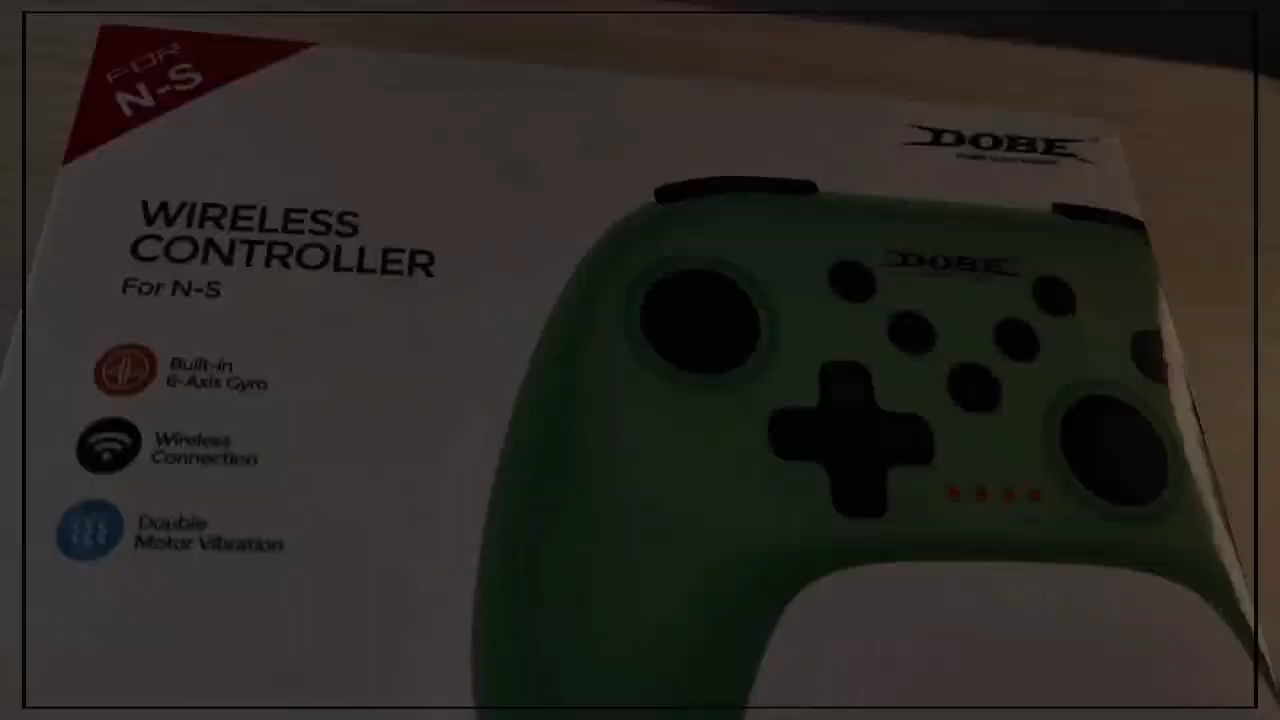 FOR
N-S
DOBE
WIRELESS
CONTROLLER
For N-S
DOBE
Built-in
6-Axis Gyro
Wireless
Connection
Double
Motor Vibration